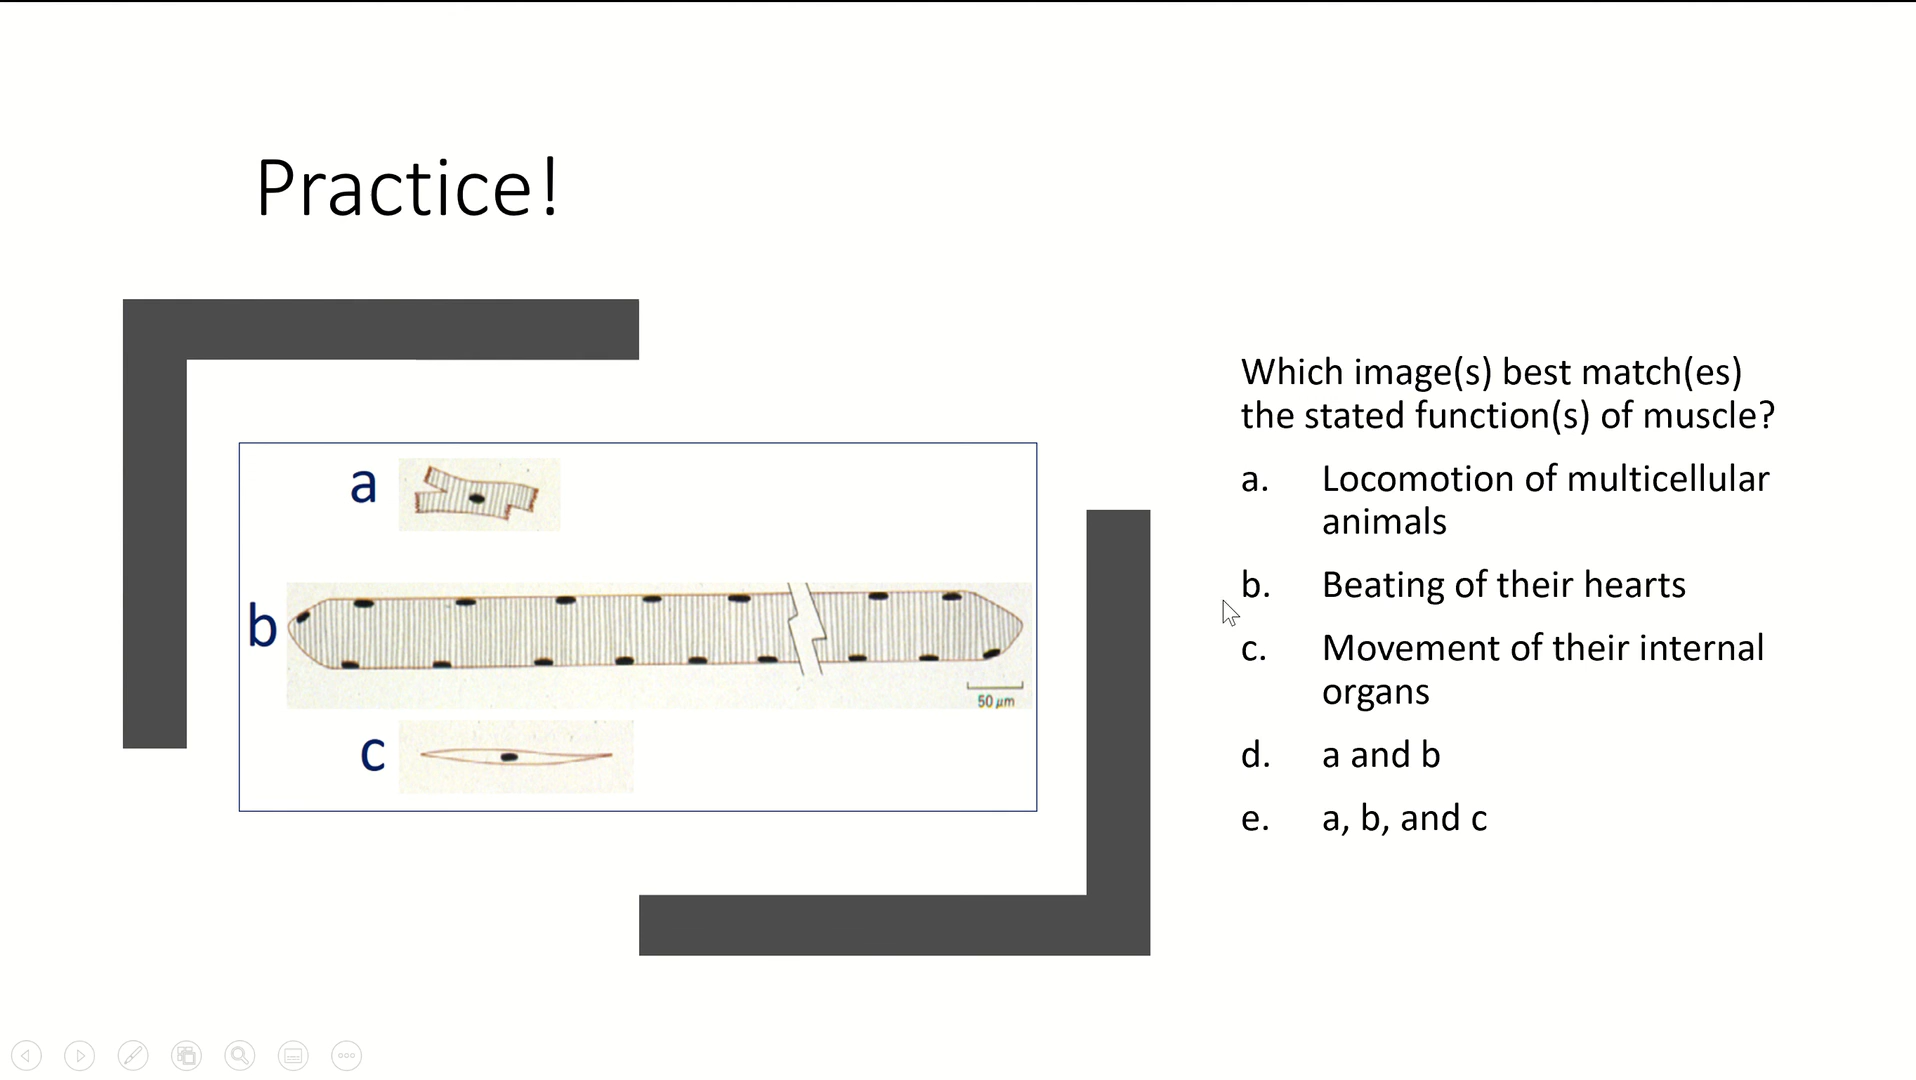 Practice!
a
b
50 μm
c
Which image(s) best match(es)
the stated function(s) of muscle?
a. Locomotion of multicellular
animals
b. Beating of their hearts
c. Movement of their internal
organs
d. a and b
e. a, b, and c